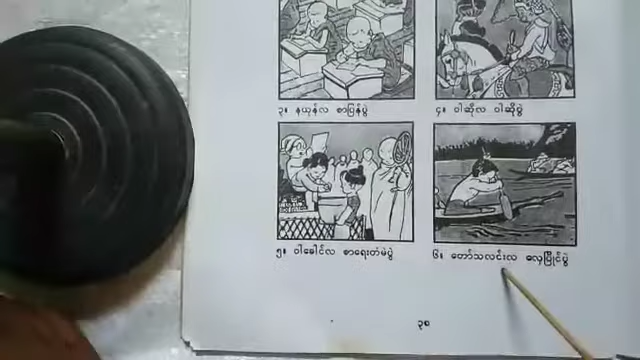 ၃။ နယုန်လ စာပြန်ပွဲ
၄။ ဝါဆိုလ ဝါဆိုပွဲ
၅။ ဝါခေါင်လ စာရေးတံမဲပွဲ
၆။ တော်သလင်းလ လှေပြိုင်ပွဲ
၃၈